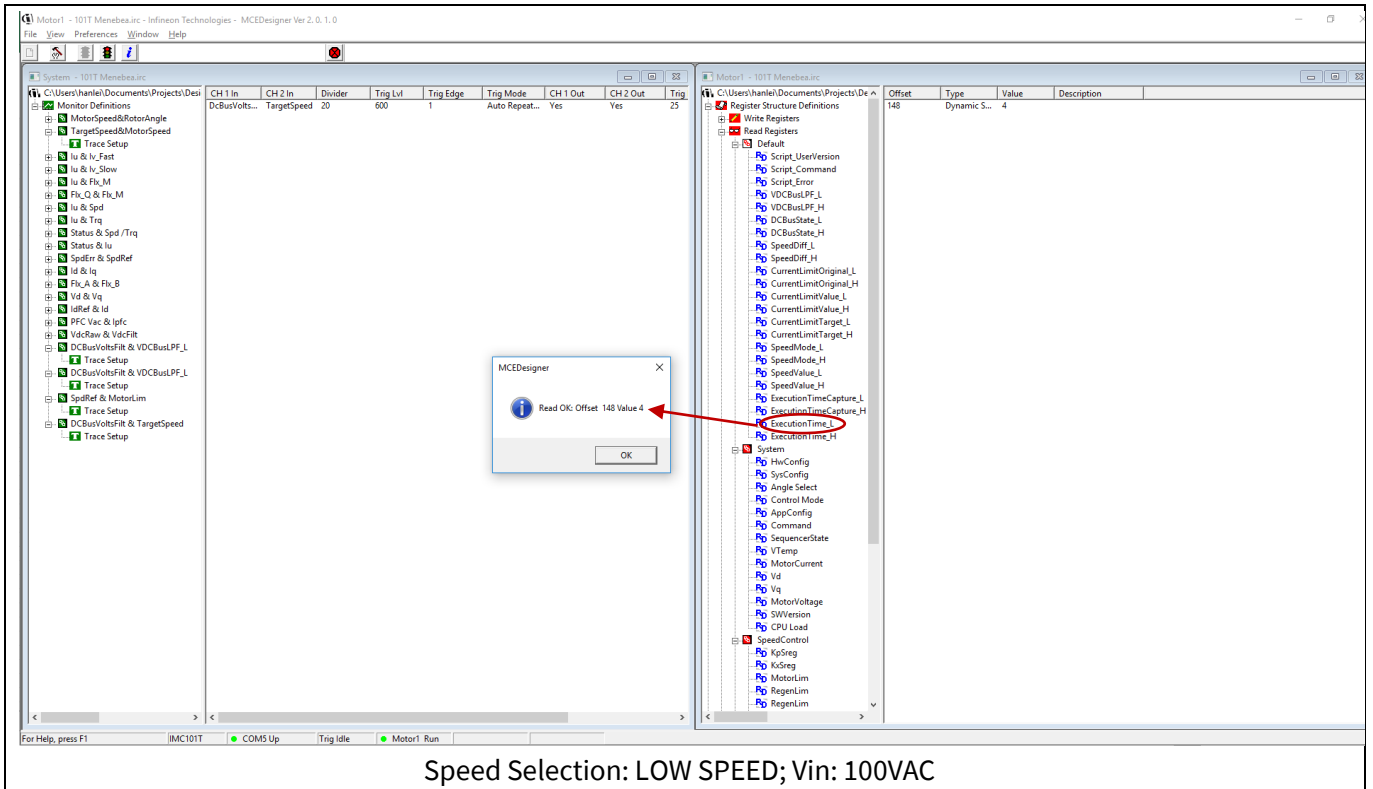 Motor1 - 101T Menebea.irc - Infineon Technologies - MCEDesigner Ver 2. 0. 1. 0
File View Preferences Window Help
System - 101T Menebea.irc
C:\Users\hanlei\Documents\Projects\Desi
Monitor Definitions
MotorSpeed&RotorAngle
TargetSpeed&MotorSpeed
Trace Setup
Iu & Iv_Fast
Iu & Iv_Slow
Iu & Flx_M
Flx_Q & Flx_M
Iu & Spd
Iu & Trq
Status & Spd /Trq
Status & Iu
SpdErr & SpdRef
Id & Iq
Flx_A & Flx_B
Vd & Vq
IdRef & Id
PFC Vac & Ipfc
VdcRaw & VdcFilt
DCBusVoltsFilt & VDCBusLPF_L
Trace Setup
DCBusVoltsFilt & VDCBusLPF_L
Trace Setup
SpdRef & MotorLim
Trace Setup
DCBusVoltsFilt & TargetSpeed
Trace Setup
CH 1 In CH 2 In Divider Trig Lvl Trig Edge Trig Mode CH 1 Out CH 2 Out Trig
DcBusVolts... TargetSpeed 20 600 1 Auto Repeat... Yes Yes 25
MCEDesigner
Read OK: Offset 148 Value 4
OK
Motor1 - 101T Menebea.irc
C:\Users\hanlei\Documents\Projects\De
Register Structure Definitions
Write Registers
Read Registers
Default
Script_UserVersion
Script_Command
Script_Error
VDCBusLPF_L
VDCBusLPF_H
DCBusState_L
DCBusState_H
SpeedDiff_L
SpeedDiff_H
CurrentLimitOriginal_L
CurrentLimitOriginal_H
CurrentLimitValue_L
CurrentLimitValue_H
CurrentLimitTarget_L
CurrentLimitTarget_H
SpeedMode_L
SpeedMode_H
SpeedValue_L
SpeedValue_H
ExecutionTimeCapture_L
ExecutionTimeCapture_H
ExecutionTime_L
ExecutionTime_H
System
HwConfig
SysConfig
Angle Select
Control Mode
AppConfig
Command
SequencerState
VTemp
MotorCurrent
Vd
Vq
MotorVoltage
SWVersion
CPU Load
SpeedControl
KpSreg
KxSreg
MotorLim
RegenLim
RegenLim
Offset Type Value Description
148 Dynamic S... 4
For Help, press F1 IMC101T COM5 Up Trig Idle Motor1 Run
Speed Selection: LOW SPEED; Vin: 100VAC